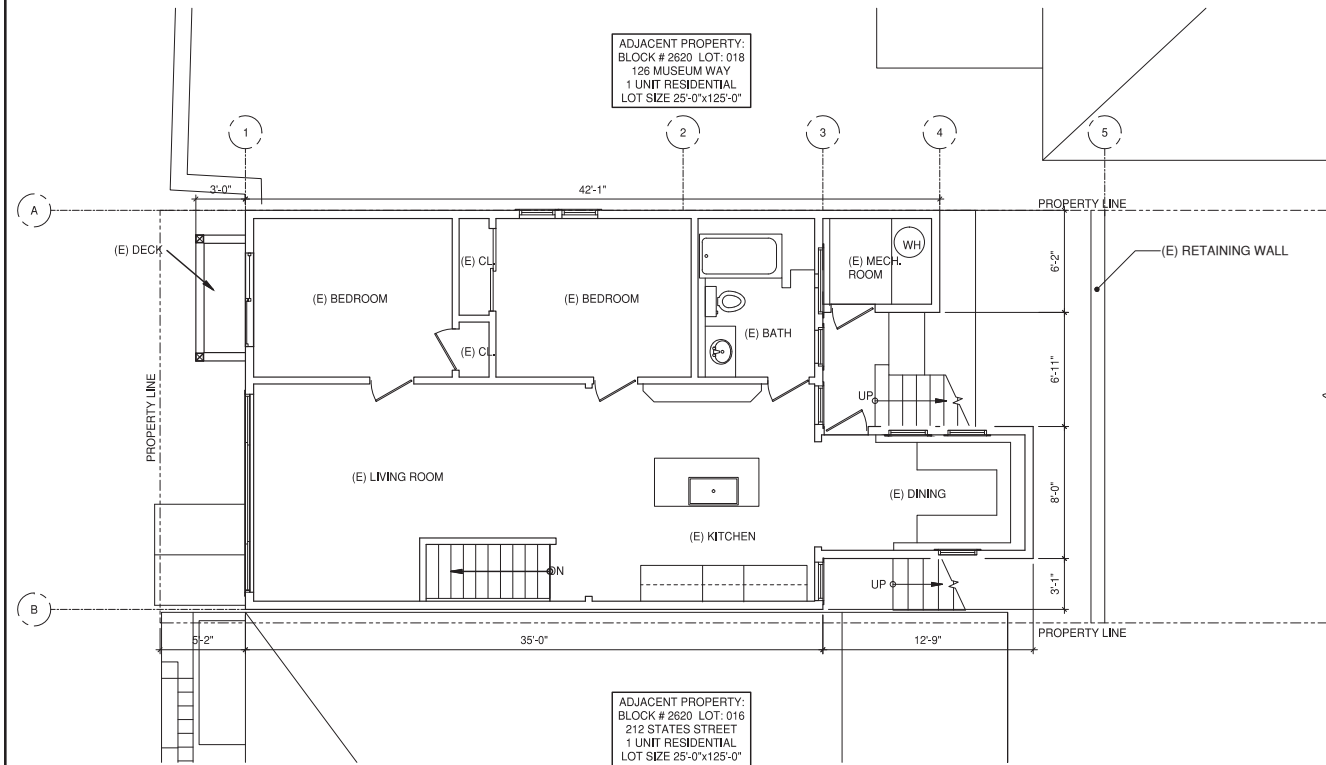 ADJACENT PROPERTY:
BLOCK # 2620 LOT: 018
126 MUSEUM WAY
1 UNIT RESIDENTIAL
LOT SIZE 25'-0"x125'-0"
1
2
3
4
5
3'-0"
42'-1"
PROPERTY LINE
A
(E) DECK
(E) CL.
WH
(E) MECH.
ROOM
6'-2"
(E) RETAINING WALL
(E) BEDROOM
(E) BEDROOM
(E) BATH
(E) CL.
6'-11"
UP
PROPERTY LINE
(E) LIVING ROOM
(E) DINING
8'-0"
(E) KITCHEN
DN
UP
3'-1"
B
PROPERTY LINE
5'-2"
35'-0"
12'-9"
ADJACENT PROPERTY:
BLOCK # 2620 LOT: 016
212 STATES STREET
1 UNIT RESIDENTIAL
LOT SIZE 25'-0"x125'-0"